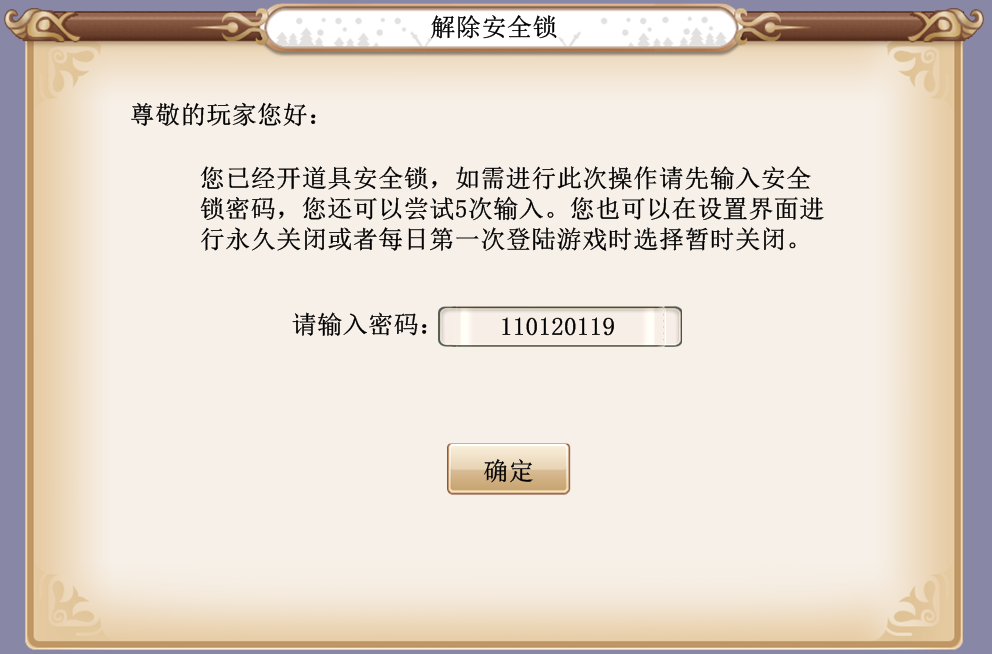 解除安全锁
尊敬的玩家您好：
您已经开道具安全锁，如需进行此次操作请先输入安全
锁密码，您还可以尝试5次输入。您也可以在设置界面进
行永久关闭或者每日第一次登陆游戏时选择暂时关闭。
请输入密码：110120119
确定